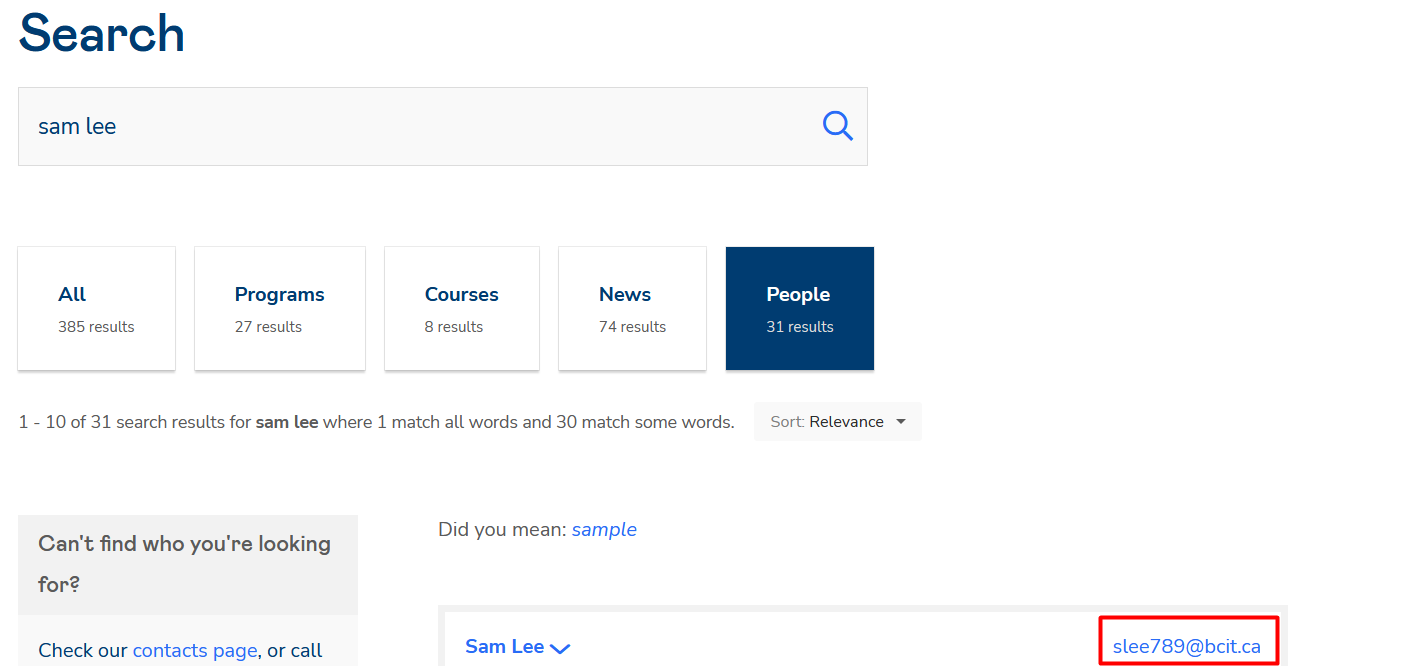 Search
sam lee
All
385 results
Programs
27 results
Courses
8 results
News
74 results
People
31 results
1 - 10 of 31 search results for sam lee where 1 match all words and 30 match some words.
Sort: Relevance
Can't find who you're looking
for?
Check our contacts page, or call
Did you mean: sample
Sam Lee
slee789@bcit.ca